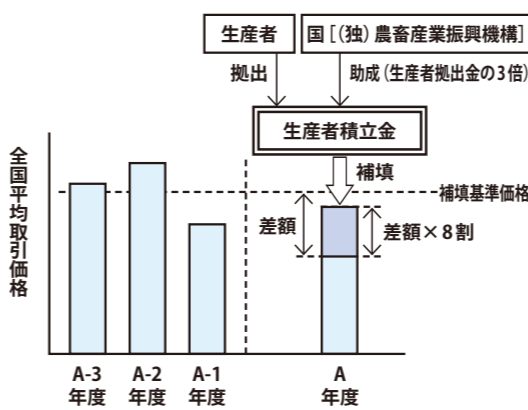 生産者
国[(独)農畜産業振興機構]
拠出
助成(生産者拠出金の3倍)
生産者積立金
補填
全国平均取引価格
補填基準価格
差額
差額×8割
A-3
年度
A-2
年度
A-1
年度
A
年度